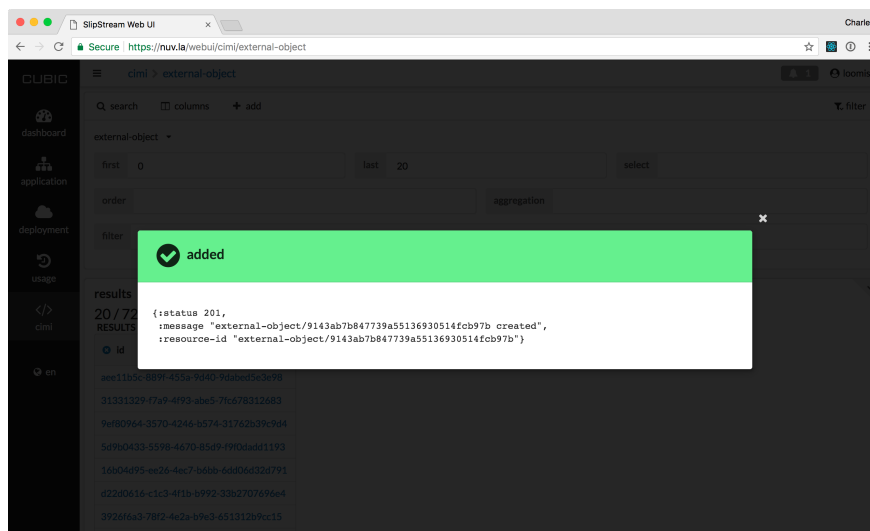 SlipStream Web UI
Charle
Secure https://nuv.la/webui/cimi/external-object
CUBIC
cimi > external-object
1
loomis
search columns + add
filter
dashboard
external-object
first 0 last 20 select
application
order aggregation
deployment
filter
added
usage
results
20 / 72
RESULTS
</>
cimi
{:status 201,
:message "external-object/9143ab7b847739a55136930514fcb97b created",
:resource-id "external-object/9143ab7b847739a55136930514fcb97b"}
id
en
aee11b5c-889f-455a-9d40-9dabed5e3e98
31331329-f7a9-4f93-abe5-7fc678312683
9ef80964-3570-4246-b574-31762b39c9d4
5d9b0433-5598-4670-85d9-f9f0dadd1193
16b04d95-ee26-4ec7-b6bb-6dd06d32d791
d22d0616-c1c3-4f1b-b992-33b2707696e4
3926f6a3-78f2-4e2a-b9e3-651312b9cc15